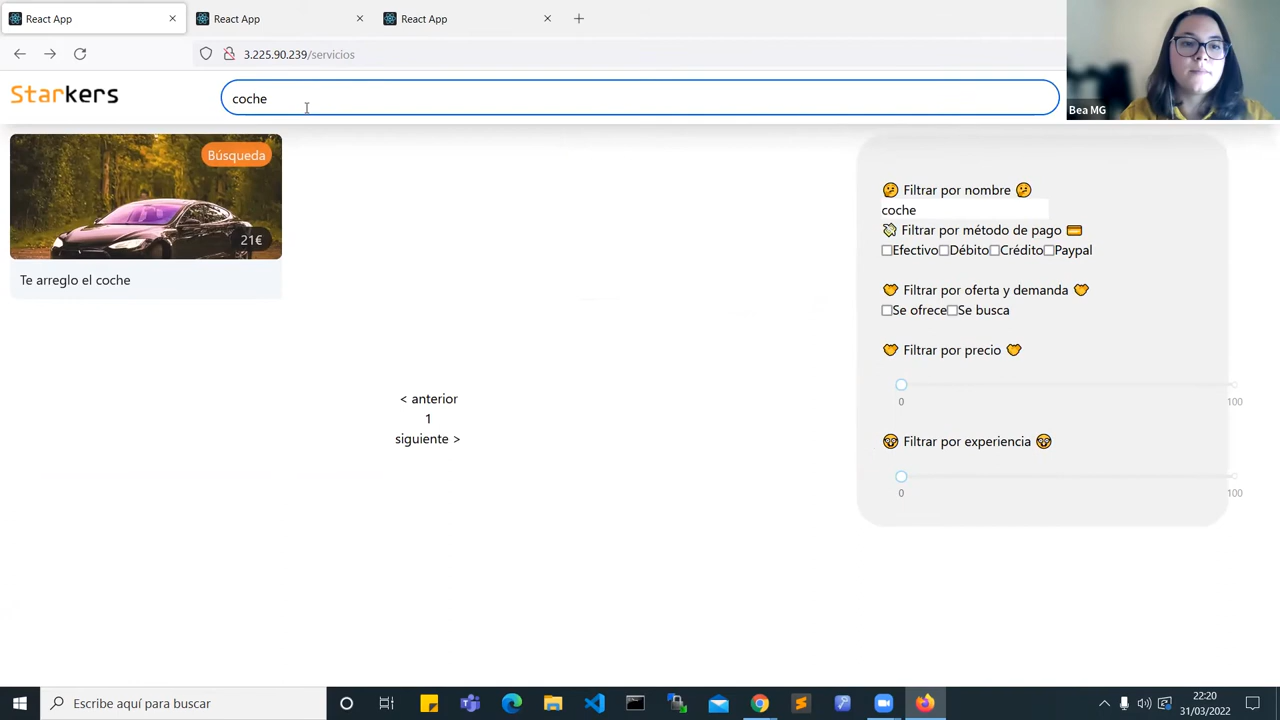 React App
React App
React App
3.225.90.239/servicios
Starkers
coche
Bea MG
Búsqueda
21€
Te arreglo el coche
< anterior
1
siguiente >
Filtrar por nombre
coche
Filtrar por método de pago
Efectivo Débito Crédito Paypal
Filtrar por oferta y demanda
Se ofrece Se busca
Filtrar por precio
0 100
Filtrar por experiencia
0 100
Escribe aquí para buscar
22:20
31/03/2022